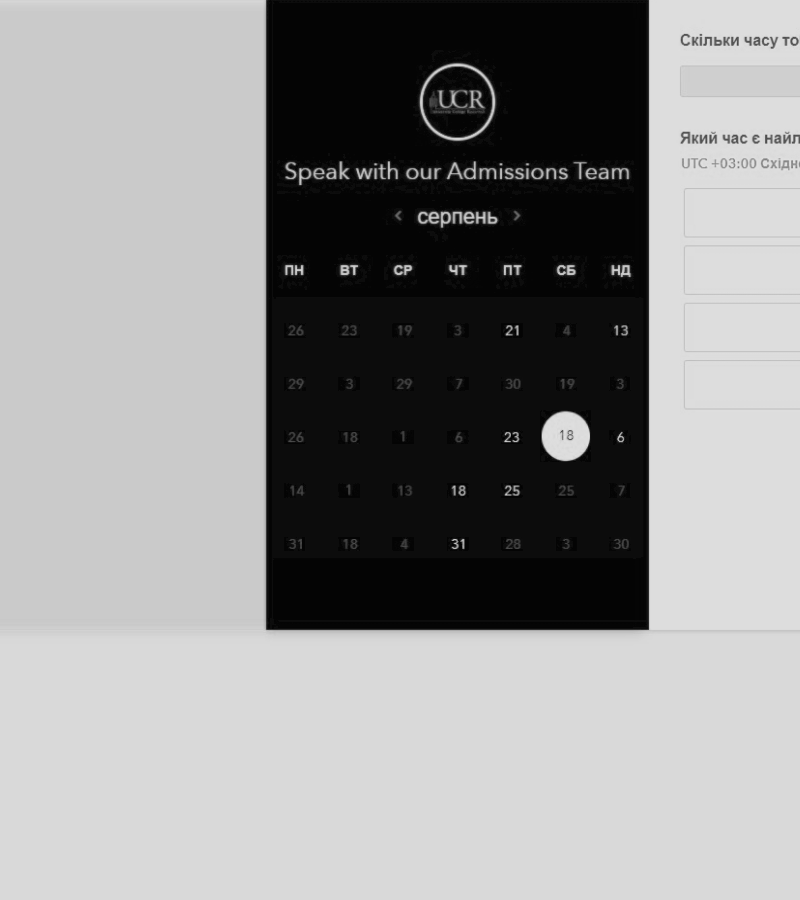 UCR
Speak with our Admissions Team
< серпень >
ПН ВТ СР ЧТ ПТ СБ НД
26 23 19 3 21 4 13
29 3 29 7 30 19 3
26 18 1 6 23 18 6
14 1 13 18 25 25 7
31 18 4 31 28 3 30
Скільки часу то
Який час є найл
UTC +03:00 Східн